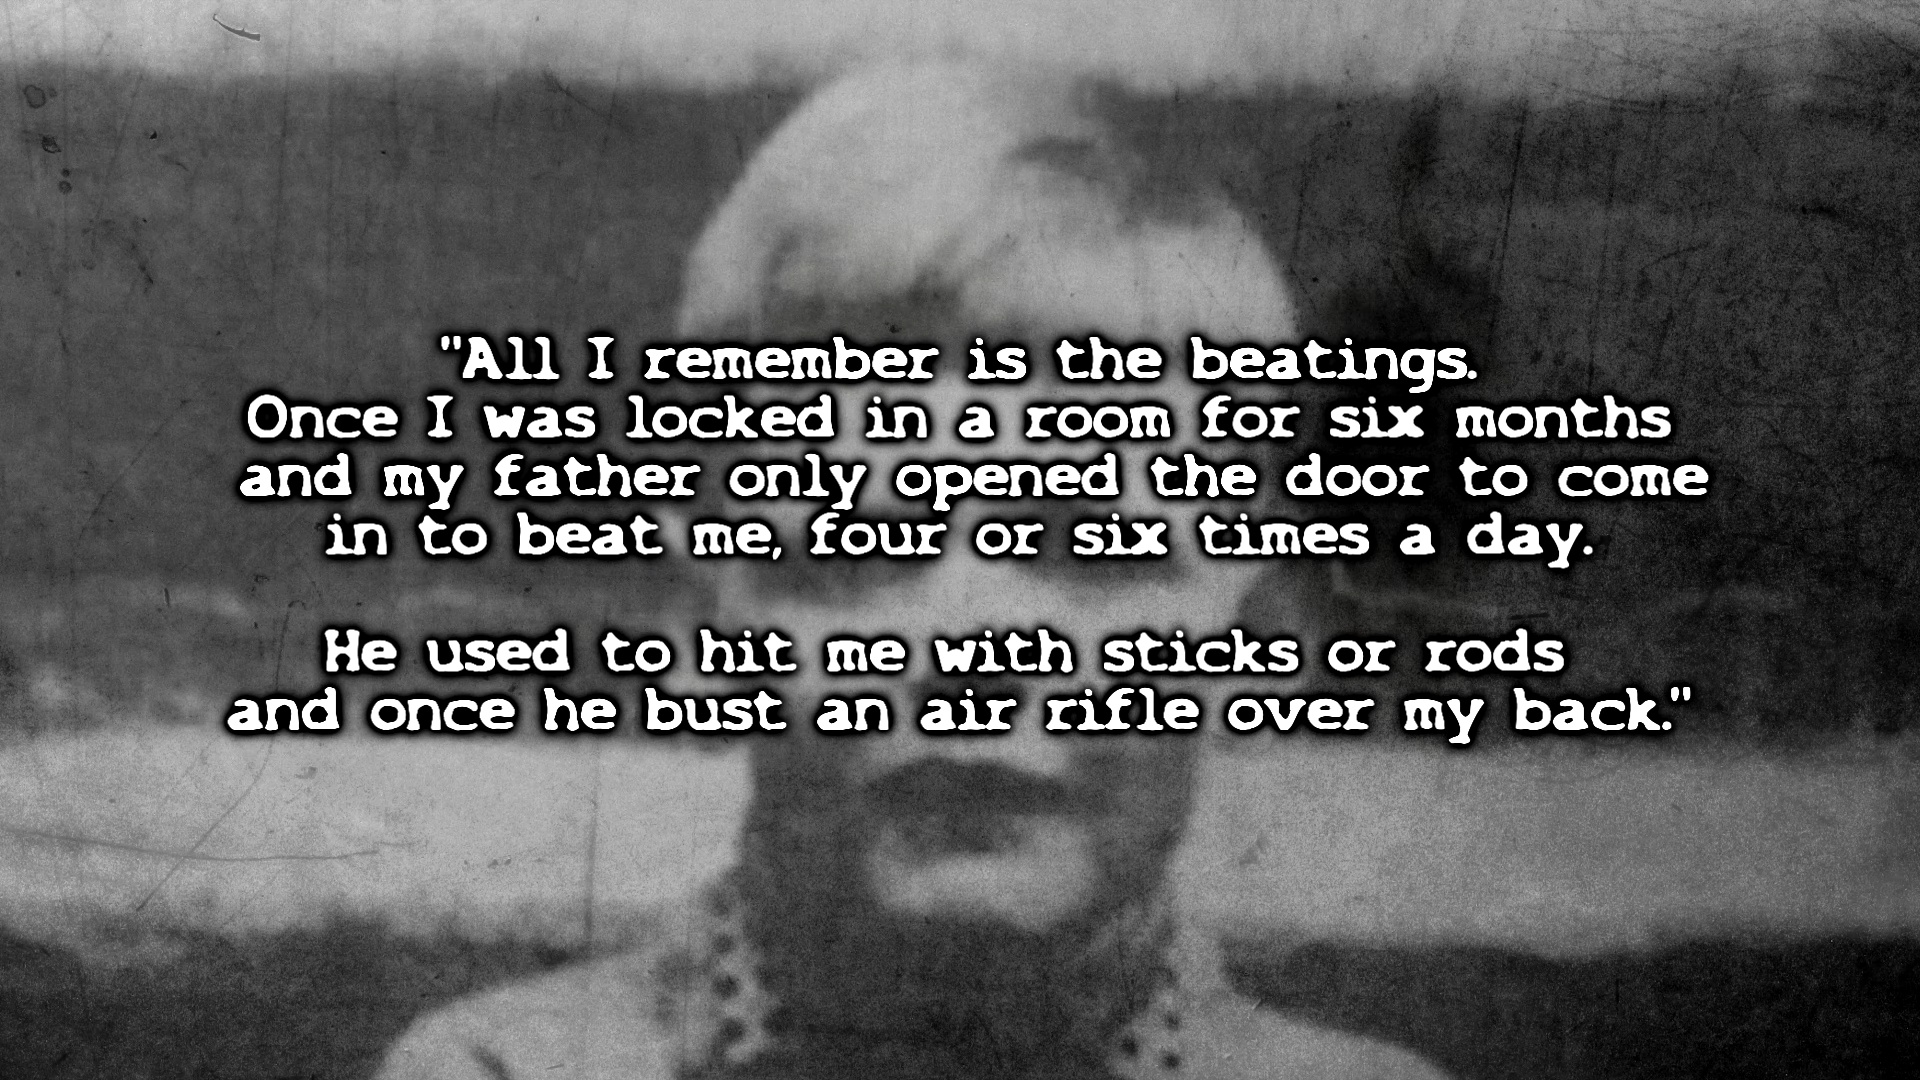 "All I remember is the beatings.
Once I was locked in a room for six months
and my father only opened the door to come
in to beat me, four or six times a day.
He used to hit me with sticks or rods
and once he bust an air rifle over my back."